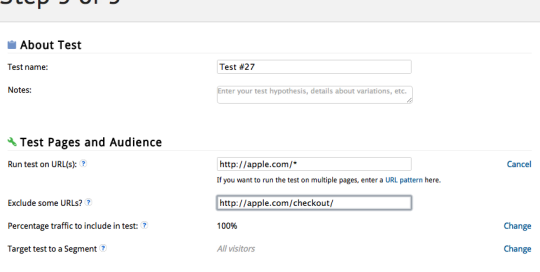 Step 3 of 3
About Test
Test name:
Test #27
Notes:
Enter your test hypothesis, details about variations, etc.
Test Pages and Audience
Run test on URL(s): ?
http://apple.com/*
Cancel
If you want to run the test on multiple pages, enter a URL pattern here.
Exclude some URLs? ?
http://apple.com/checkout/
Percentage traffic to include in test: ?
100%
Change
Target test to a Segment ?
All visitors
Change